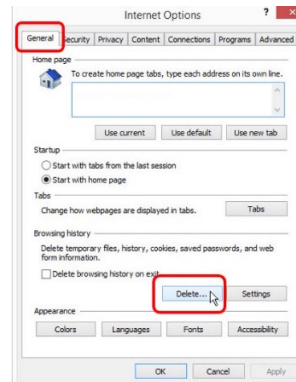 Internet Options ?
General Security Privacy Content Connections Programs Advanced
Home page
To create home page tabs, type each address on its own line.
Use current Use default Use new tab
Startup
Start with tabs from the last session
Start with home page
Tabs
Change how webpages are displayed in tabs. Tabs
Browsing history
Delete temporary files, history, cookies, saved passwords, and web
form information.
Delete browsing history on exit
Delete... Settings
Appearance
Colors Languages Fonts Accessibility
OK Cancel Apply